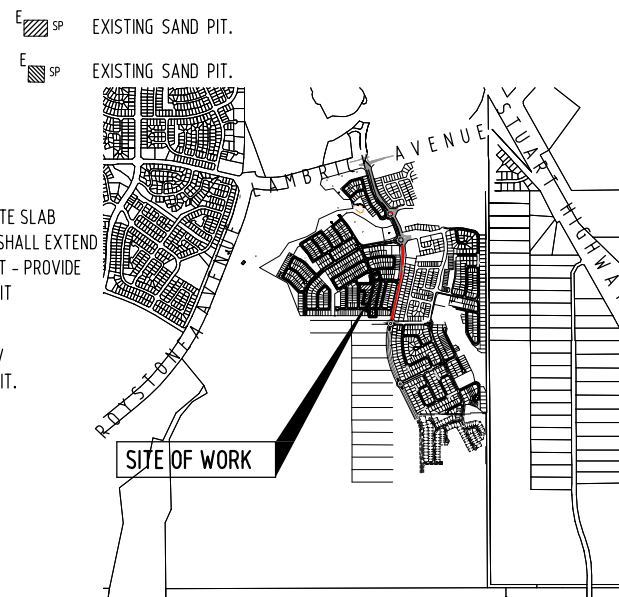 E SP EXISTING SAND PIT.
E SP EXISTING SAND PIT.
LAMBRICK AVENUE
STUART HIGHWAY
TE SLAB
SHALL EXTEND
T - PROVIDE
IT
IT.
ROYSTONEA AVENUE
SITE OF WORK